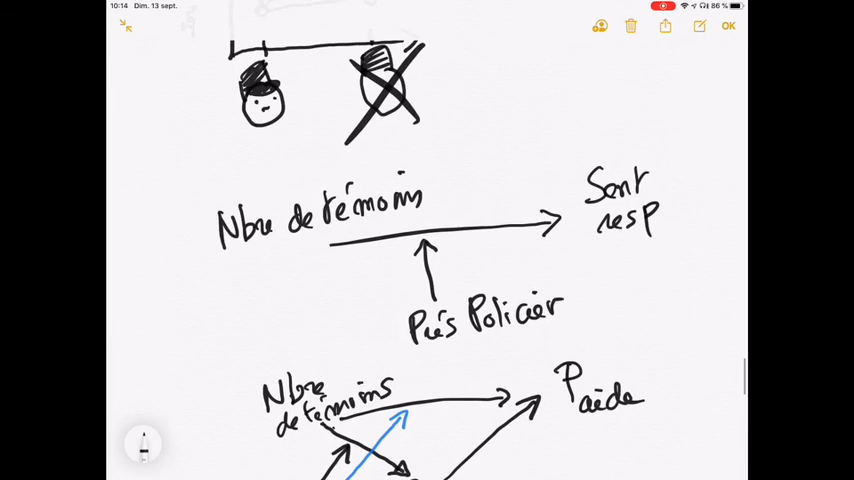 10:14 Dim. 13 sept.
86 %
OK
Nbre de témoins
Sent
resp
Prés Policier
Nbre
de témoins
P aide